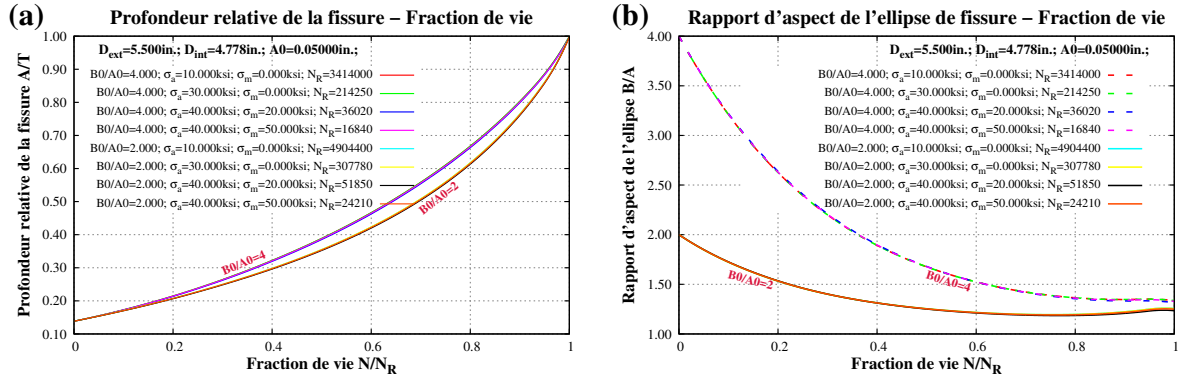 (a) Profondeur relative de la fissure – Fraction de vie
D_ext=5.500in.; D_int=4.778in.; A0=0.05000in.;
B0/A0=4.000; σ_a=10.000ksi; σ_m=0.000ksi; N_R=3414000
B0/A0=4.000; σ_a=30.000ksi; σ_m=0.000ksi; N_R=214250
B0/A0=4.000; σ_a=40.000ksi; σ_m=20.000ksi; N_R=36020
B0/A0=4.000; σ_a=40.000ksi; σ_m=50.000ksi; N_R=16840
B0/A0=2.000; σ_a=10.000ksi; σ_m=0.000ksi; N_R=4904400
B0/A0=2.000; σ_a=30.000ksi; σ_m=0.000ksi; N_R=307780
B0/A0=2.000; σ_a=40.000ksi; σ_m=20.000ksi; N_R=51850
B0/A0=2.000; σ_a=40.000ksi; σ_m=50.000ksi; N_R=24210
Profondeur relative de la fissure A/T
1.00
0.90
0.80
0.70
0.60
0.50
0.40
0.30
0.20
0.10
B0/A0=2
B0/A0=4
0 0.2 0.4 0.6 0.8 1
Fraction de vie N/N_R
(b) Rapport d’aspect de l’ellipse de fissure – Fraction de vie
D_ext=5.500in.; D_int=4.778in.; A0=0.05000in.;
B0/A0=4.000; σ_a=10.000ksi; σ_m=0.000ksi; N_R=3414000
B0/A0=4.000; σ_a=30.000ksi; σ_m=0.000ksi; N_R=214250
B0/A0=4.000; σ_a=40.000ksi; σ_m=20.000ksi; N_R=36020
B0/A0=4.000; σ_a=40.000ksi; σ_m=50.000ksi; N_R=16840
B0/A0=2.000; σ_a=10.000ksi; σ_m=0.000ksi; N_R=4904400
B0/A0=2.000; σ_a=30.000ksi; σ_m=0.000ksi; N_R=307780
B0/A0=2.000; σ_a=40.000ksi; σ_m=20.000ksi; N_R=51850
B0/A0=2.000; σ_a=40.000ksi; σ_m=50.000ksi; N_R=24210
Rapport d’aspect de l’ellipse B/A
4.00
3.50
3.00
2.50
2.00
1.50
1.00
B0/A0=2
B0/A0=4
0 0.2 0.4 0.6 0.8 1
Fraction de vie N/N_R